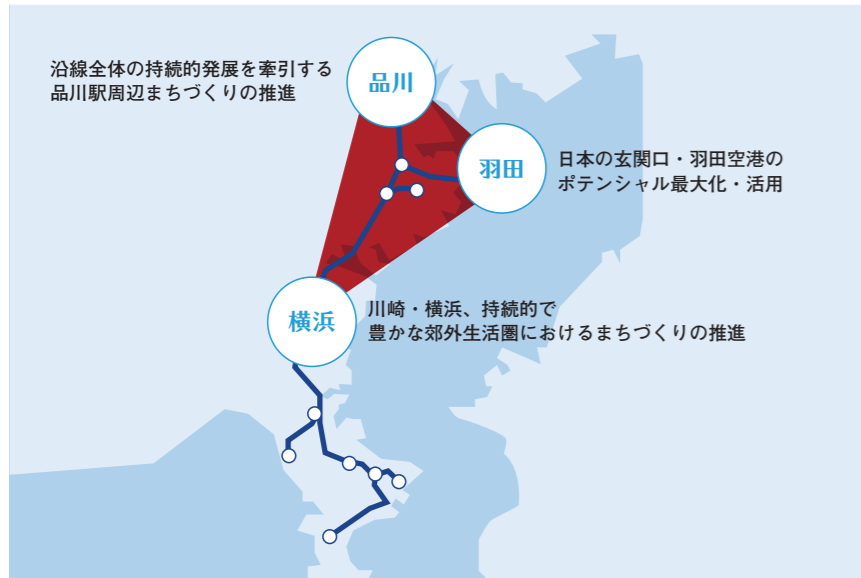 品川
沿線全体の持続的発展を牽引する
品川駅周辺まちづくりの推進
羽田
日本の玄関口・羽田空港の
ポテンシャル最大化・活用
横浜
川崎・横浜、持続的で
豊かな郊外生活圏におけるまちづくりの推進